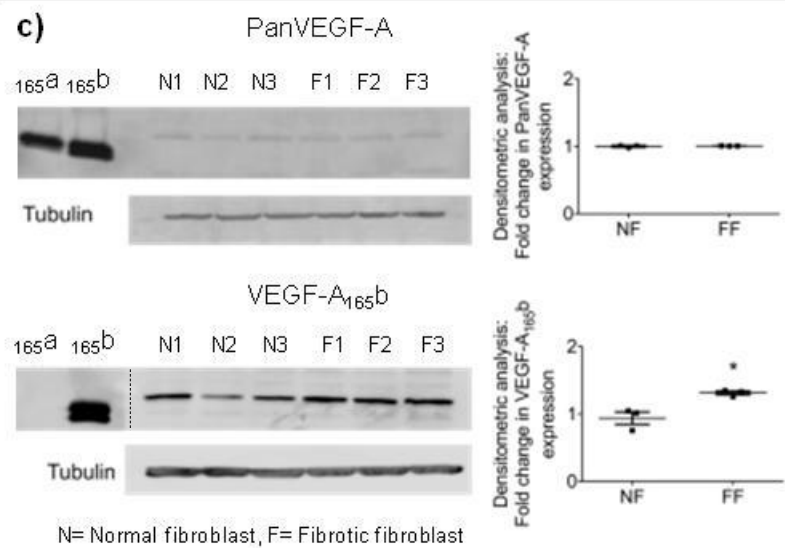 c)
PanVEGF-A
165a 165b N1 N2 N3 F1 F2 F3
Tubulin
Densitometric analysis:
Fold change in PanVEGF-A
expression
2
1
0
NF FF
VEGF-A165b
165a 165b N1 N2 N3 F1 F2 F3
Tubulin
Densitometric analysis:
Fold change in VEGF-A165b
expression
2
*
1
0
NF FF
N= Normal fibroblast, F= Fibrotic fibroblast